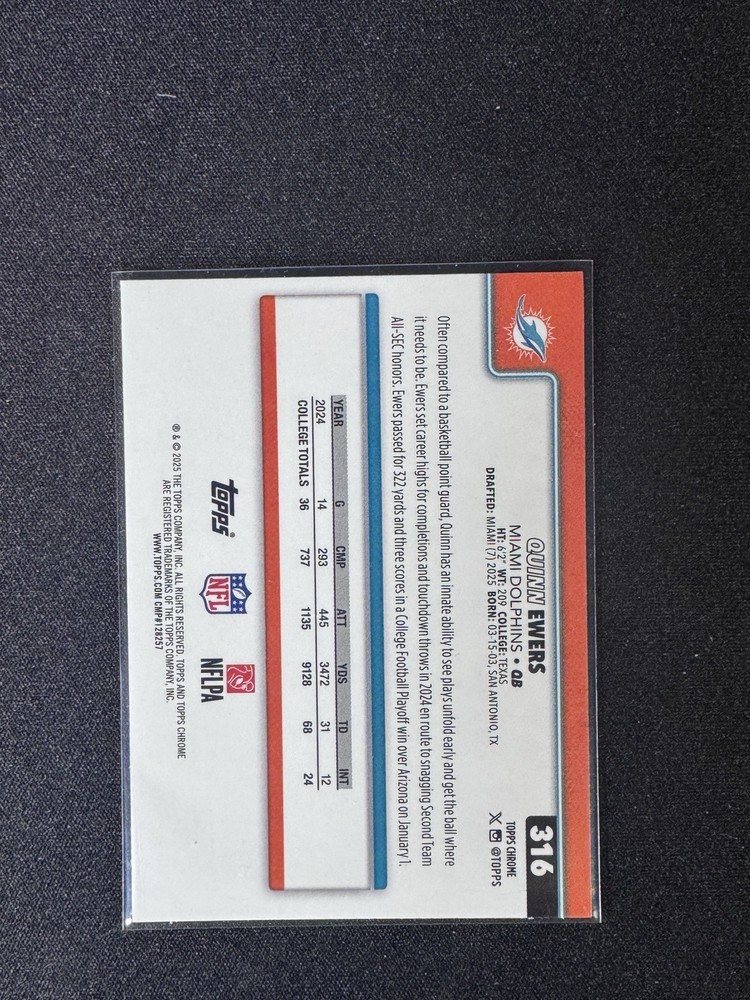 316
TOPPS CHROME
@TOPPS
QUINN EWERS
MIAMI DOLPHINS • QB
HT: 6'2" WT: 209 COLLEGE: TEXAS
DRAFTED: MIAMI (7) 2025 BORN: 03-15-03, SAN ANTONIO, TX
Often compared to a basketball point guard, Quinn has an innate ability to see plays unfold early and get the ball where
it needs to be. Ewers set career highs for completions and touchdown throws in 2024 en route to snagging Second Team
All-SEC honors. Ewers passed for 322 yards and three scores in a College Football Playoff win over Arizona on January 1.
YEAR G CMP ATT YDS TD INT
2024 14 293 445 3472 31 12
COLLEGE TOTALS 36 737 1135 9128 68 24
topps
NFL
NFLPA
® & © 2025 THE TOPPS COMPANY, INC. ALL RIGHTS RESERVED. TOPPS AND TOPPS CHROME
ARE REGISTERED TRADEMARKS OF THE TOPPS COMPANY, INC.
WWW.TOPPS.COM CMP#128257